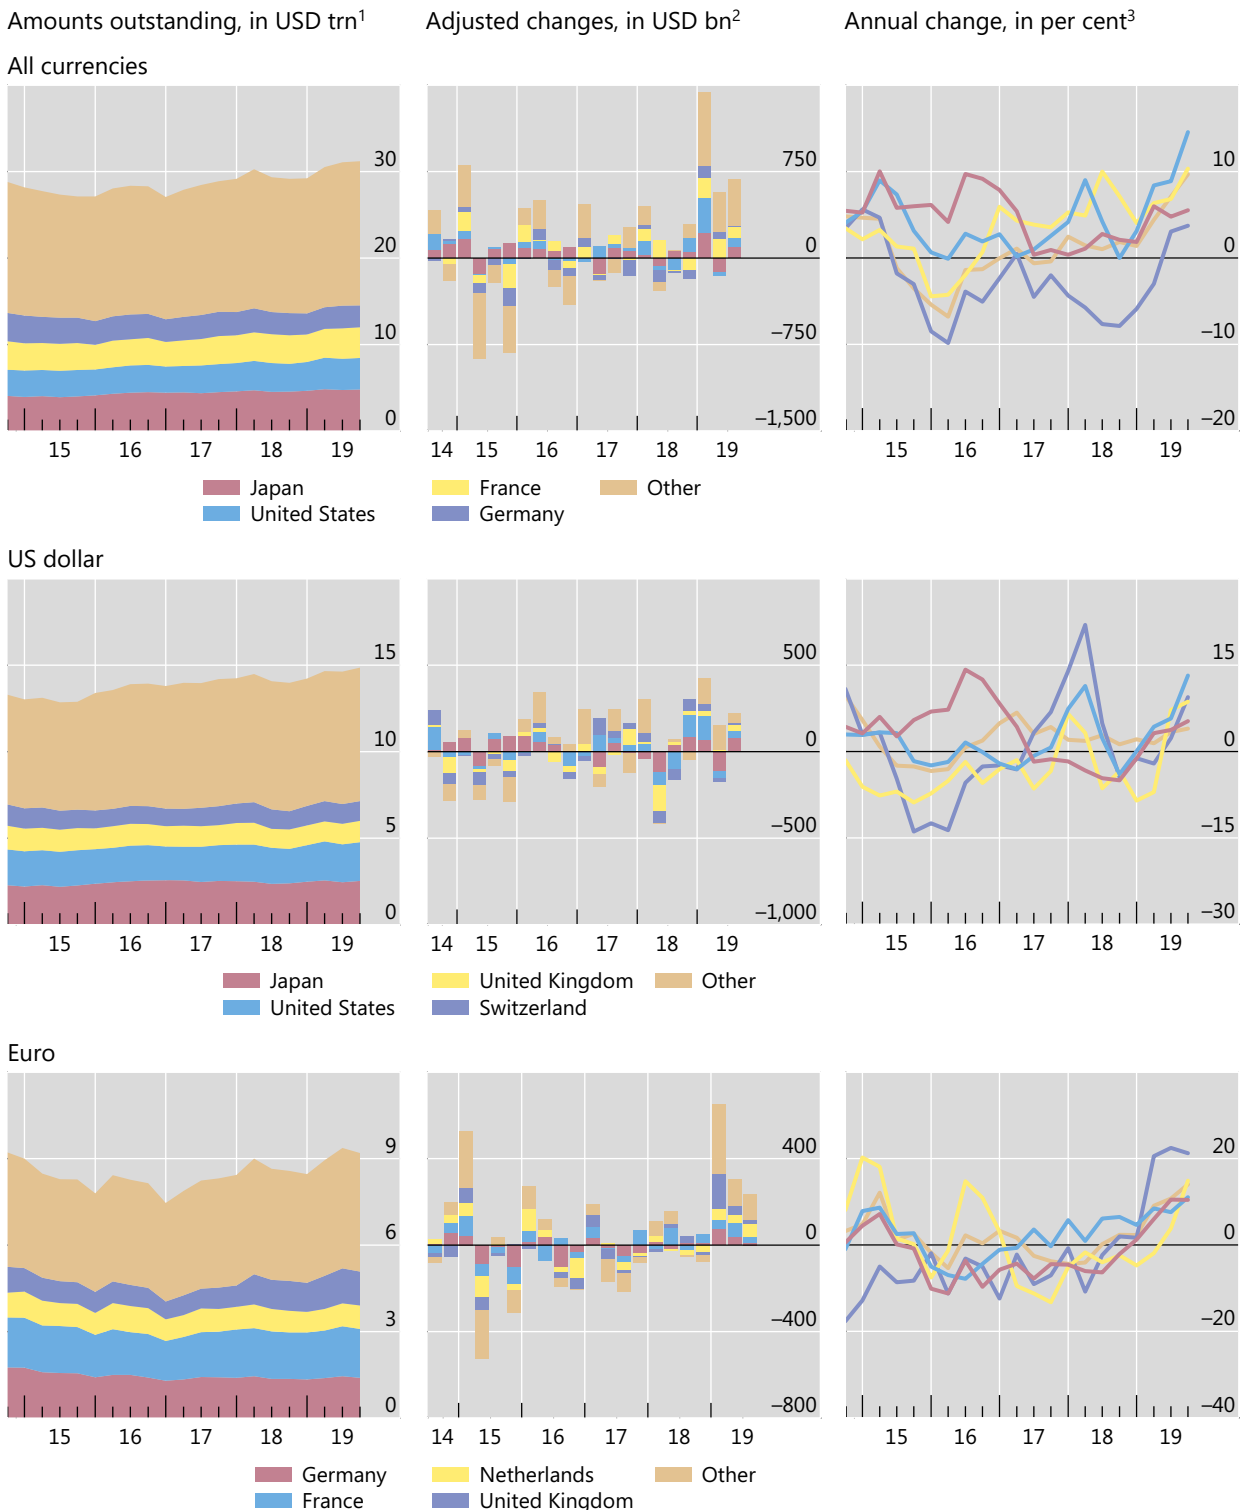 Amounts outstanding, in USD trn1
Adjusted changes, in USD bn2
Annual change, in per cent3
All currencies
30
20
10
0
15 16 17 18 19
750
0
–750
–1,500
14 15 16 17 18 19
10
0
–10
–20
15 16 17 18 19
Japan
France
Other
United States
Germany
US dollar
15
10
5
0
15 16 17 18 19
500
0
–500
–1,000
14 15 16 17 18 19
15
0
–15
–30
15 16 17 18 19
Japan
United Kingdom
Other
United States
Switzerland
Euro
9
6
3
0
15 16 17 18 19
400
0
–400
–800
14 15 16 17 18 19
20
0
–20
–40
15 16 17 18 19
Germany
Netherlands
Other
France
United Kingdom